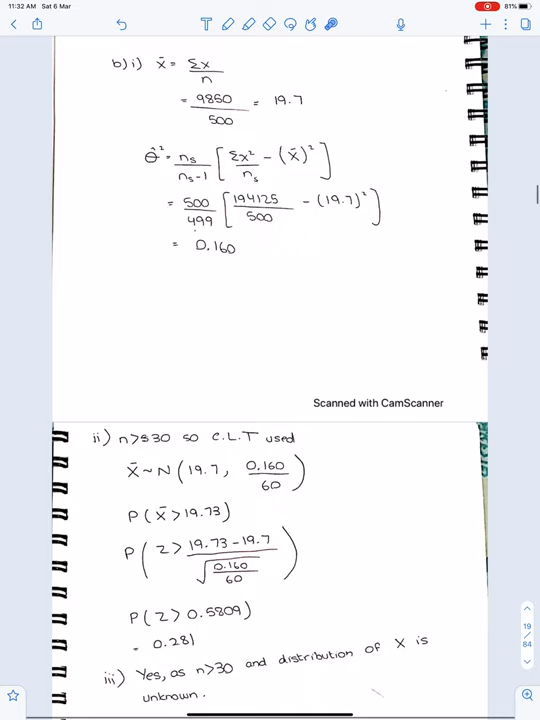 11:32 AM Sat 6 Mar
81%
b) i) x̄ = Σx
n
= 9850 = 19.7
500
σ̂² = nₛ [ Σx² − (x̄)² ]
nₛ−1 nₛ
= 500 [ 194125 − (19.7)² ]
499 500
= 0.160
Scanned with CamScanner
ii) n>30 so C.L.T used
x̄ ~ N ( 19.7, 0.160 )
60
P ( x̄ > 19.73 )
P ( Z > 19.73 − 19.7 )
√ 0.160
60
P ( Z > 0.5809 )
= 0.281
iii) Yes, as n>30 and distribution of X is
unknown.
19
84